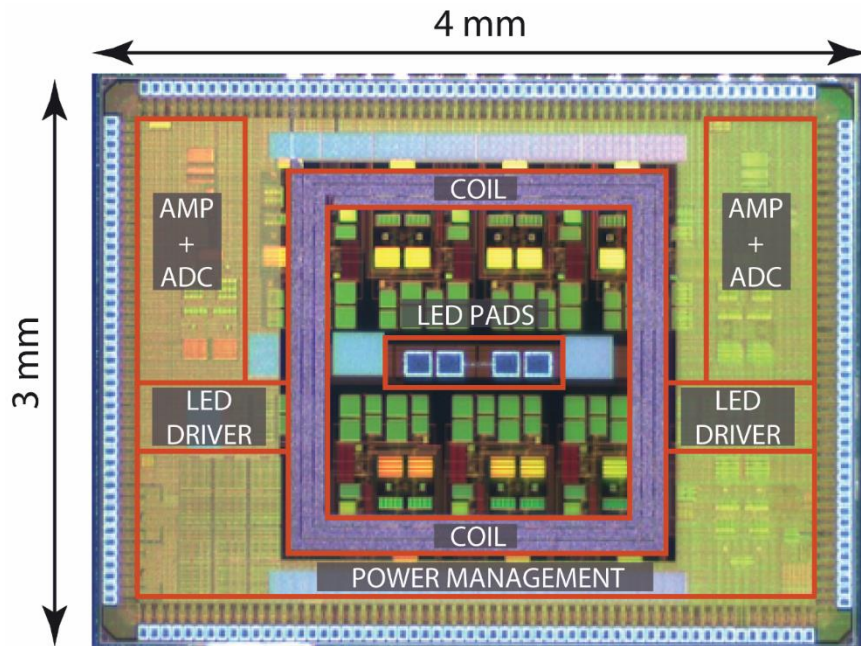 4 mm
3 mm
COIL
AMP
+
ADC
AMP
+
ADC
LED PADS
LED
DRIVER
LED
DRIVER
COIL
POWER MANAGEMENT